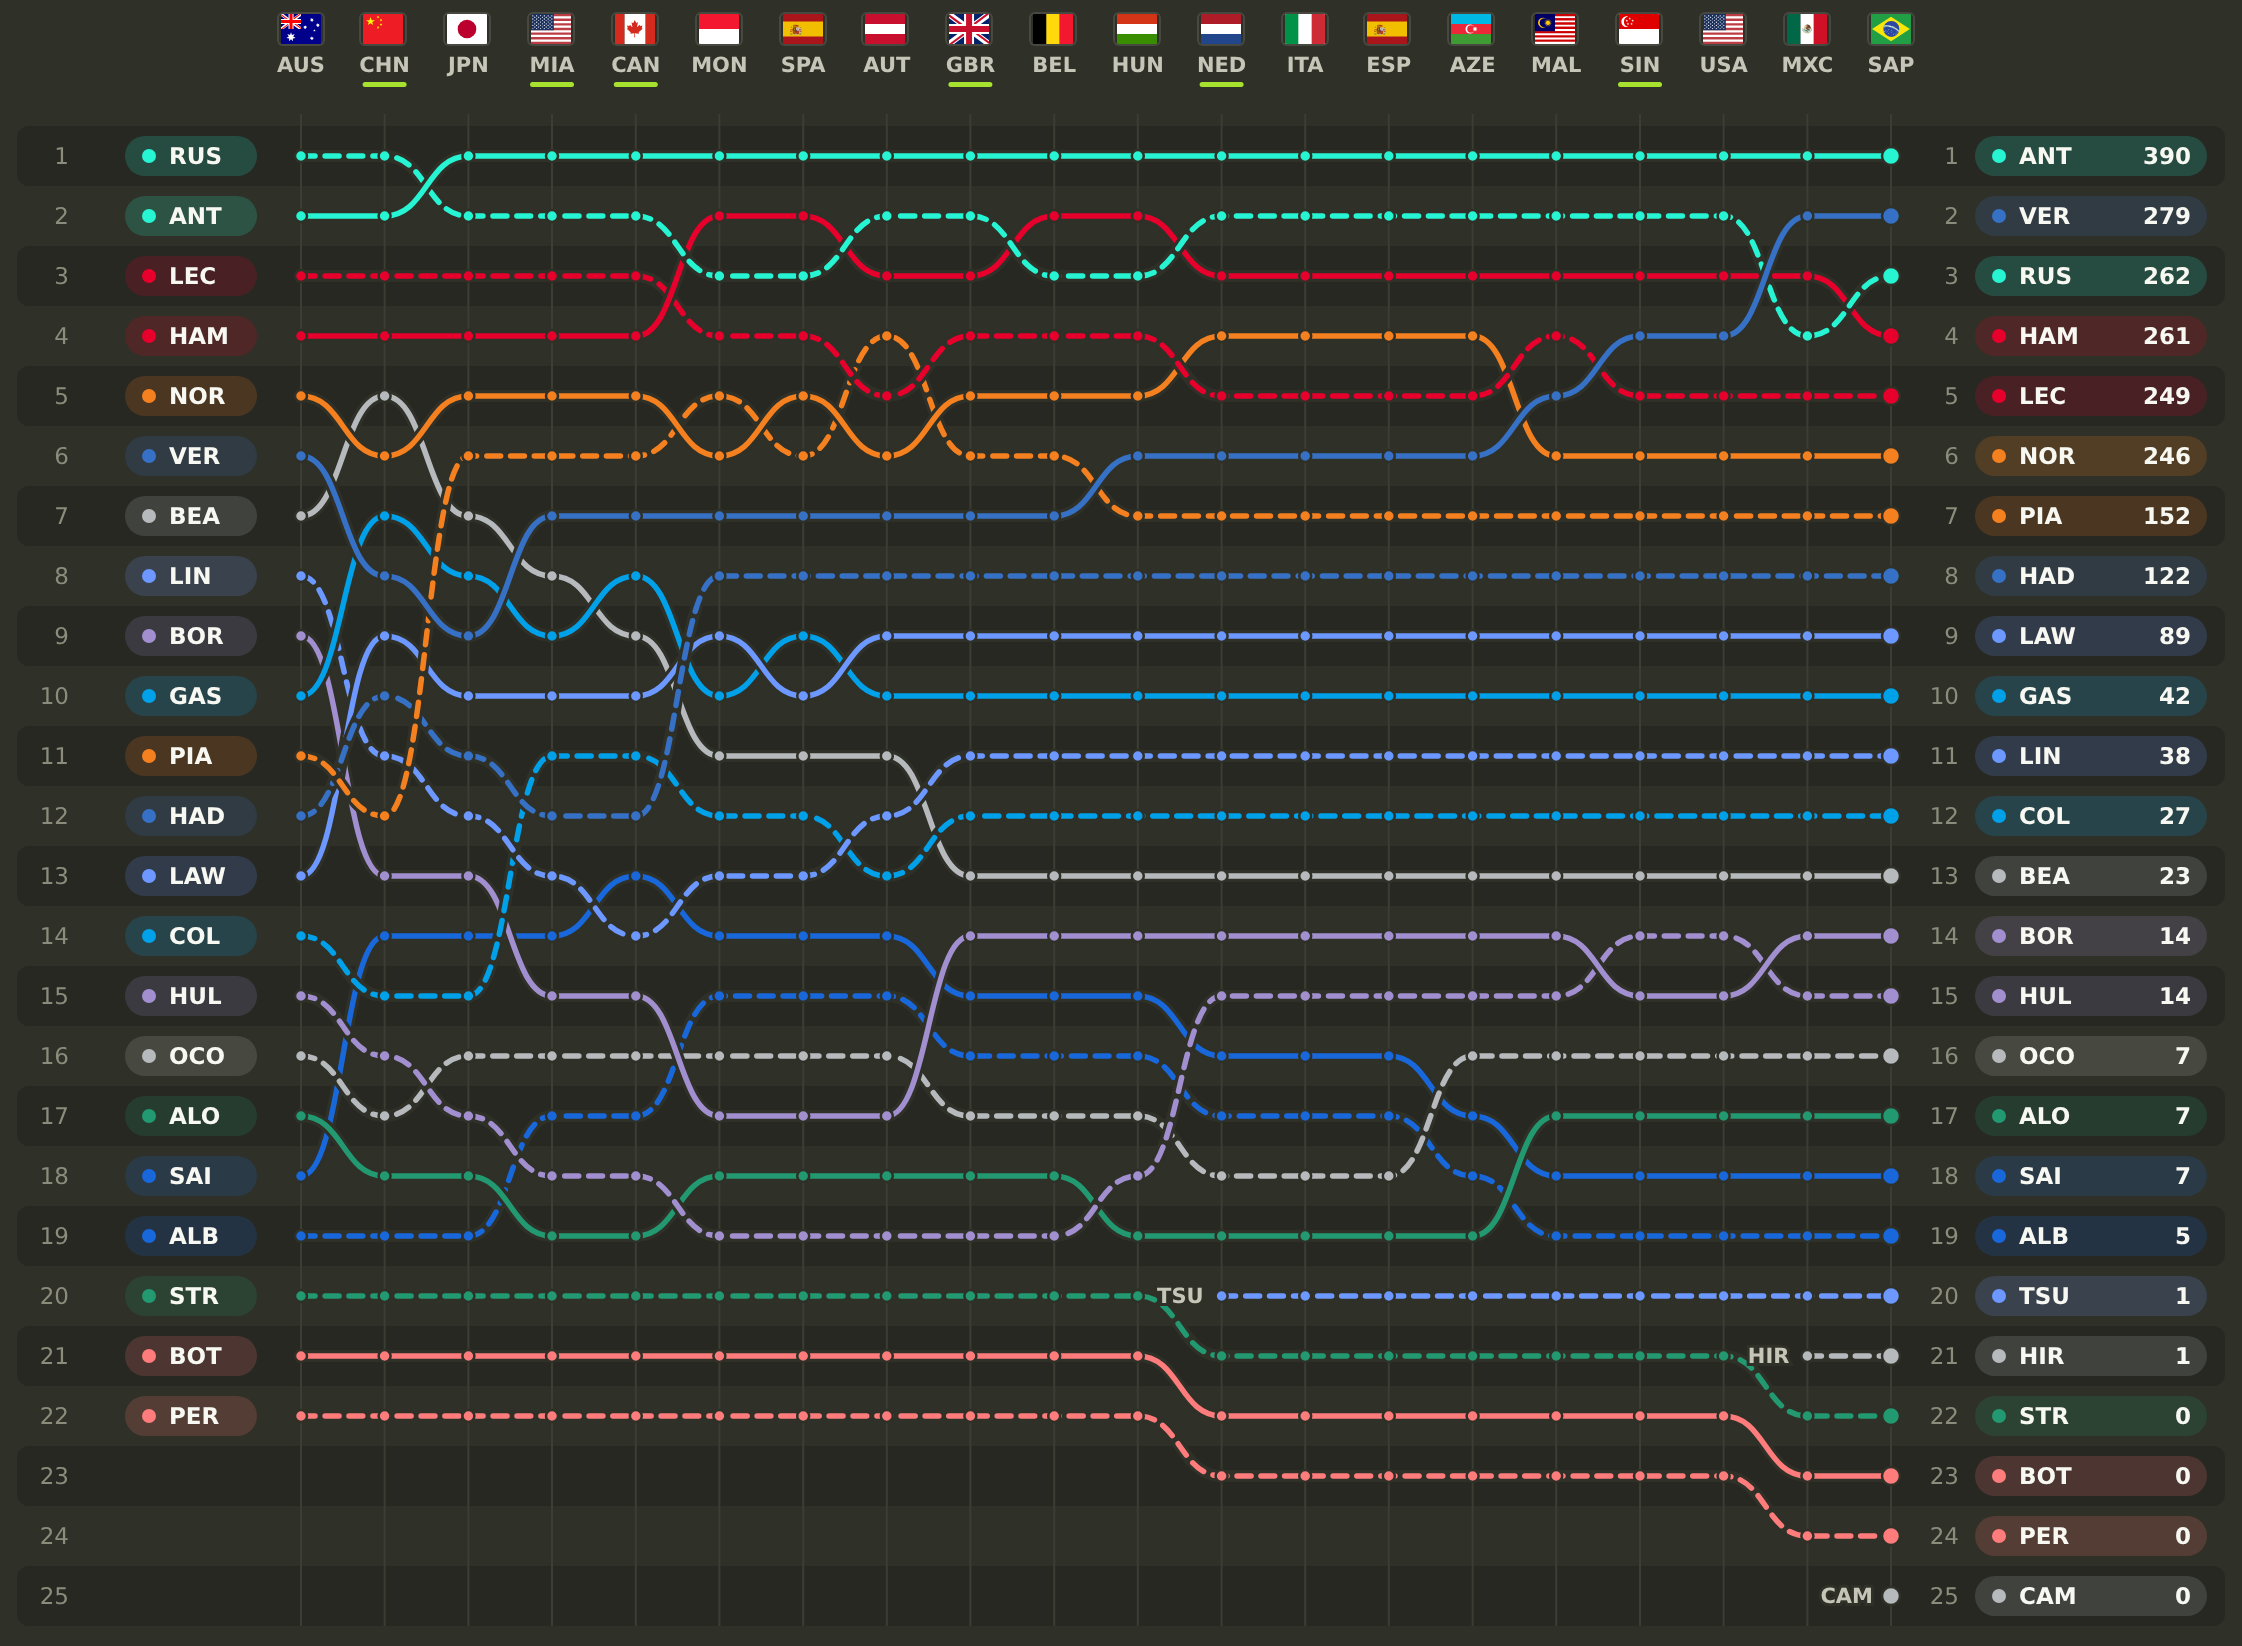 AUS CHN JPN MIA CAN MON SPA AUT GBR BEL HUN NED ITA ESP AZE MAL SIN USA MXC SAP
1 RUS 1 ANT 390
2 ANT 2 VER 279
3 LEC 3 RUS 262
4 HAM 4 HAM 261
5 NOR 5 LEC 249
6 VER 6 NOR 246
7 BEA 7 PIA 152
8 LIN 8 HAD 122
9 BOR 9 LAW 89
10 GAS 10 GAS 42
11 PIA 11 LIN 38
12 HAD 12 COL 27
13 LAW 13 BEA 23
14 COL 14 BOR 14
15 HUL 15 HUL 14
16 OCO 16 OCO 7
17 ALO 17 ALO 7
18 SAI 18 SAI 7
19 ALB 19 ALB 5
20 STR TSU 20 TSU 1
21 BOT HIR 21 HIR 1
22 PER 22 STR 0
23 23 BOT 0
24 24 PER 0
25 CAM 25 CAM 0